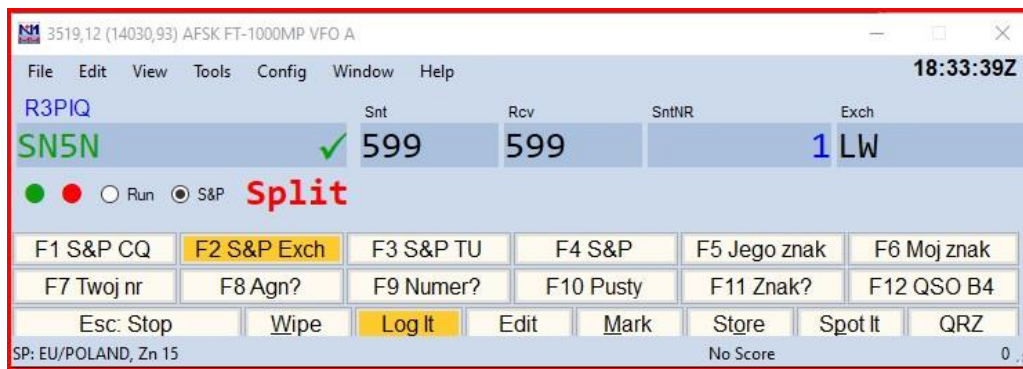 N1 3519,12 (14030,93) AFSK FT-1000MP VFO A
File Edit View Tools Config Window Help 18:33:39Z
R3PIQ Snt Rcv SntNR Exch
SN5N 599 599 1 LW
Run S&P Split
F1 S&P CQ F2 S&P Exch F3 S&P TU F4 S&P F5 Jego znak F6 Moj znak
F7 Twoj nr F8 Agn? F9 Numer? F10 Pusty F11 Znak? F12 QSO B4
Esc: Stop Wipe Log It Edit Mark Store Spot It QRZ
SP: EU/POLAND, Zn 15 No Score 0